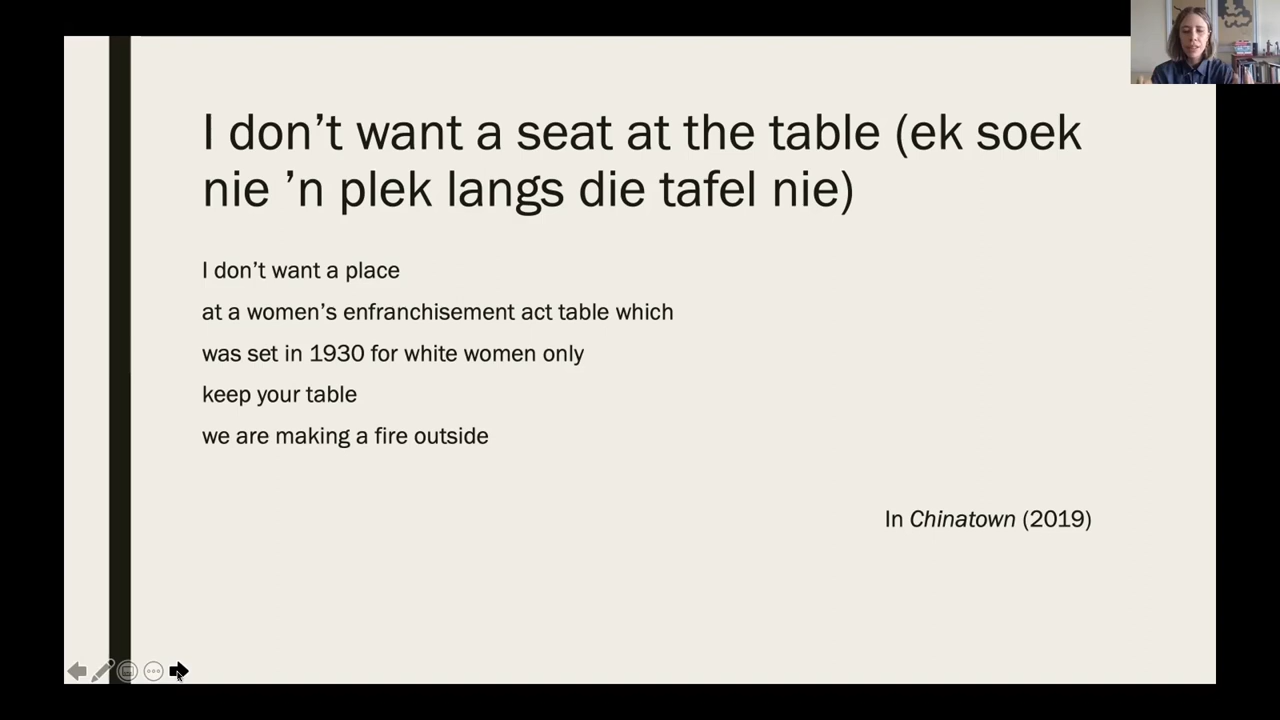 I don’t want a seat at the table (ek soek
nie ’n plek langs die tafel nie)
I don’t want a place
at a women’s enfranchisement act table which
was set in 1930 for white women only
keep your table
we are making a fire outside
In Chinatown (2019)